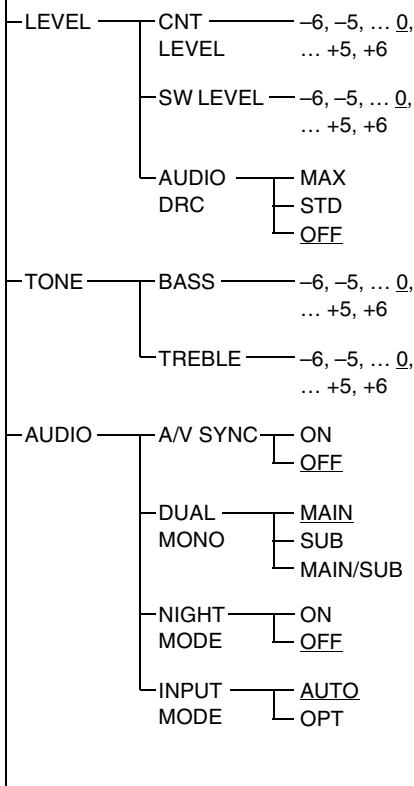 LEVEL CNT –6, –5, … 0,
LEVEL … +5, +6
SW LEVEL –6, –5, … 0,
… +5, +6
AUDIO MAX
DRC STD
OFF
TONE BASS –6, –5, … 0,
… +5, +6
TREBLE –6, –5, … 0,
… +5, +6
AUDIO A/V SYNC ON
OFF
DUAL MAIN
MONO SUB
MAIN/SUB
NIGHT ON
MODE OFF
INPUT AUTO
MODE OPT